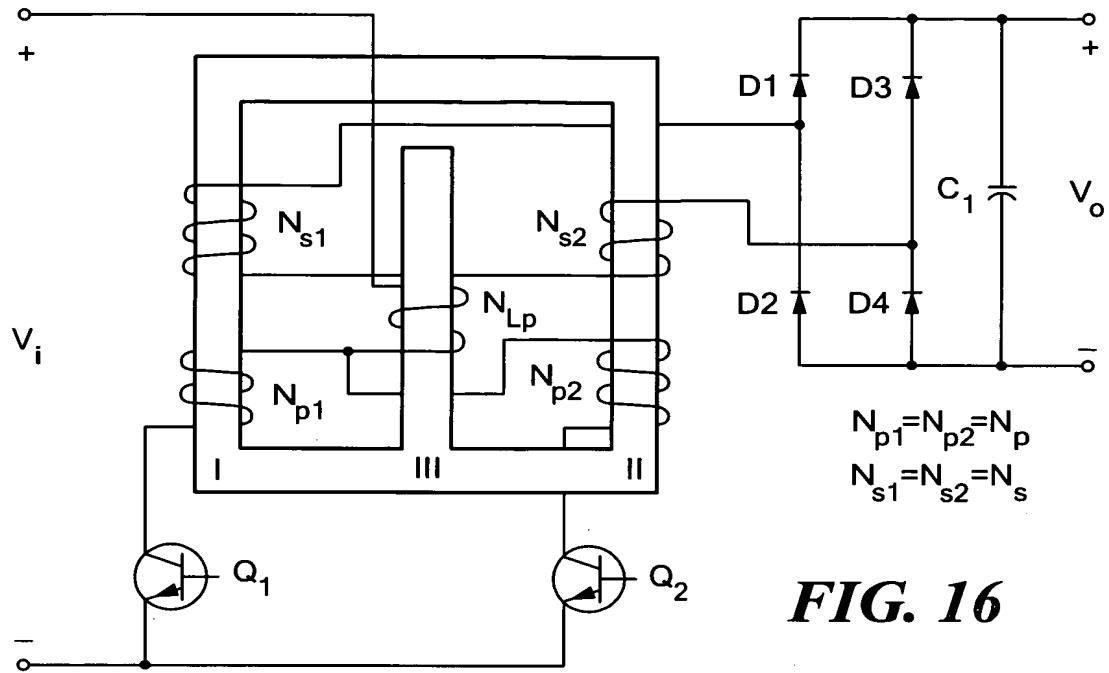 +
+
D1
D3
N_s1
N_s2
C_1
V_o
N_Lp
D2
D4
V_i
N_p1
N_p2
−
I
III
II
N_p1=N_p2=N_p
N_s1=N_s2=N_s
Q_1
Q_2
FIG. 16
−